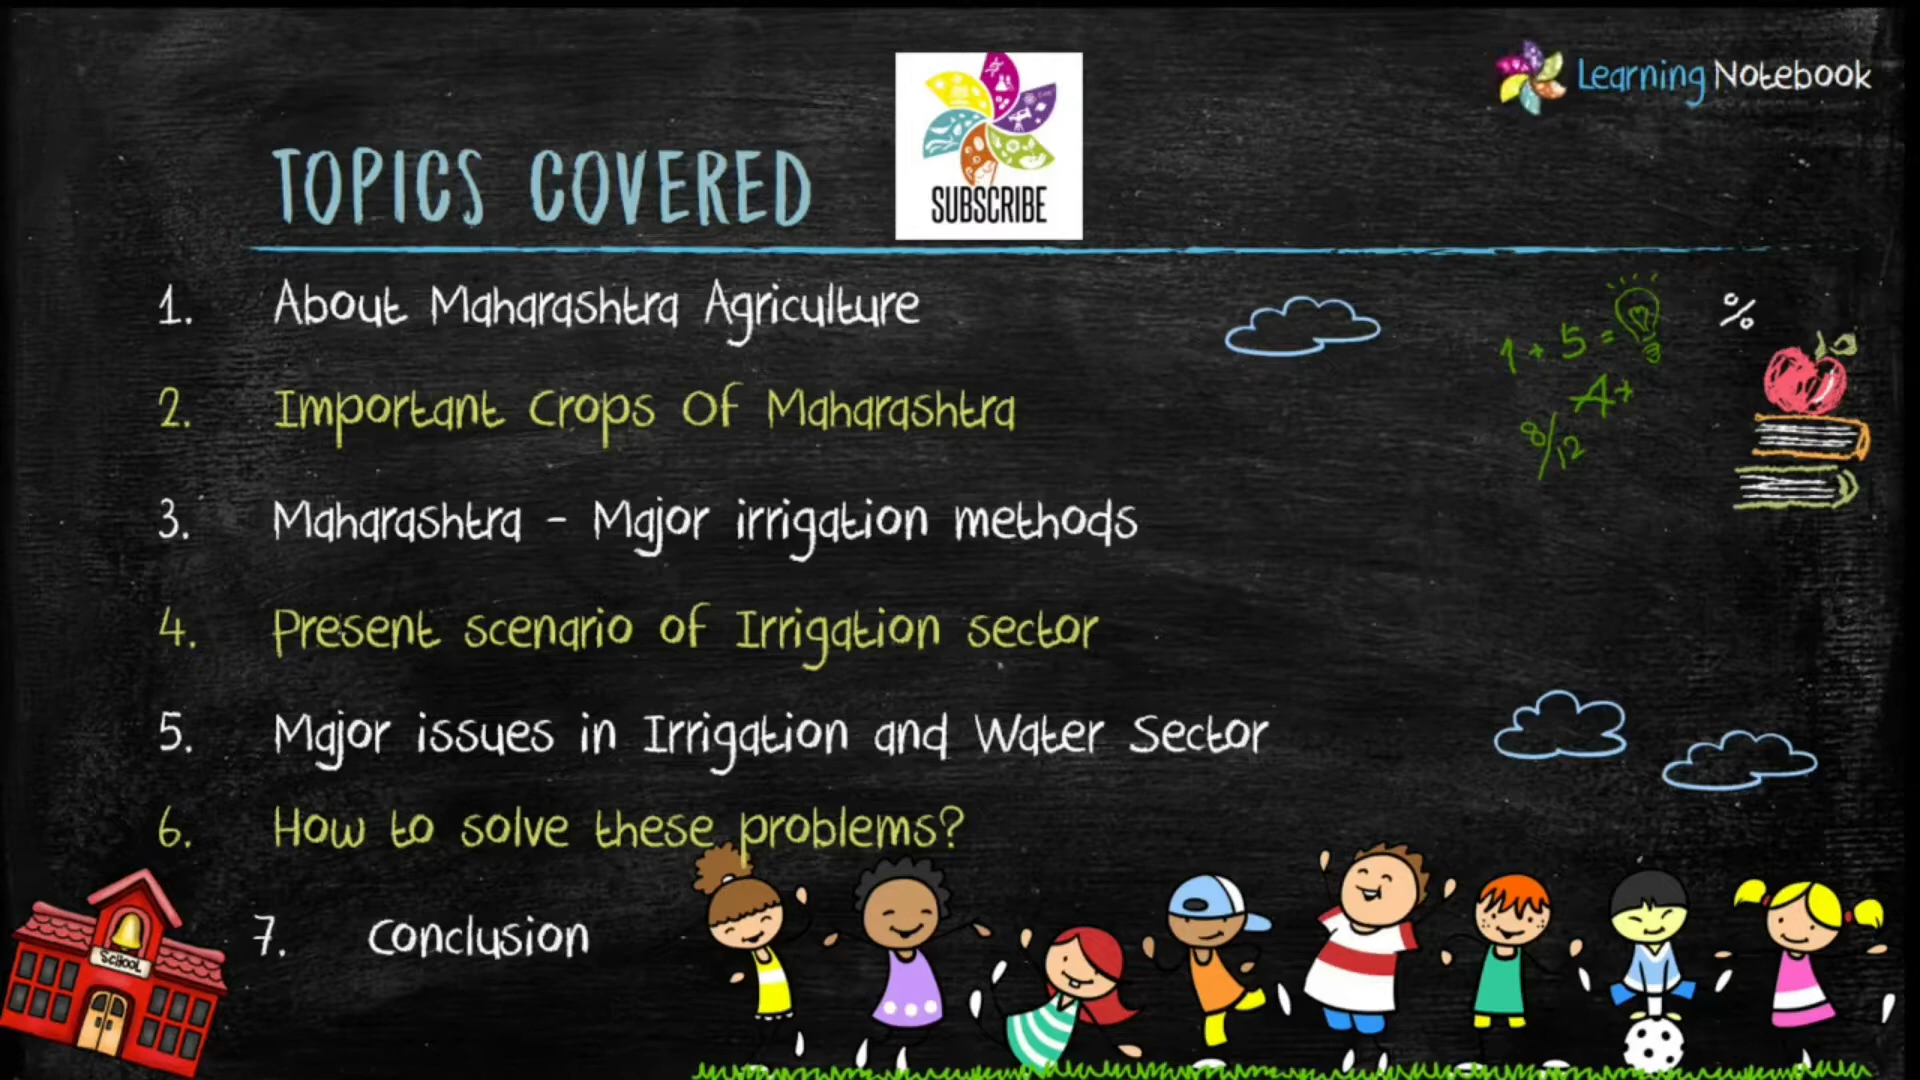 Learning Notebook
SUBSCRIBE
TOPICS COVERED
1. About Maharashtra Agriculture
2. Important Crops Of Maharashtra
3. Maharashtra - Major irrigation methods
4. Present scenario of Irrigation sector
5. Major issues in Irrigation and Water Sector
6. How to solve these problems?
7. Conclusion
1 + 5 =
%
A+
8/12
SCHOOL